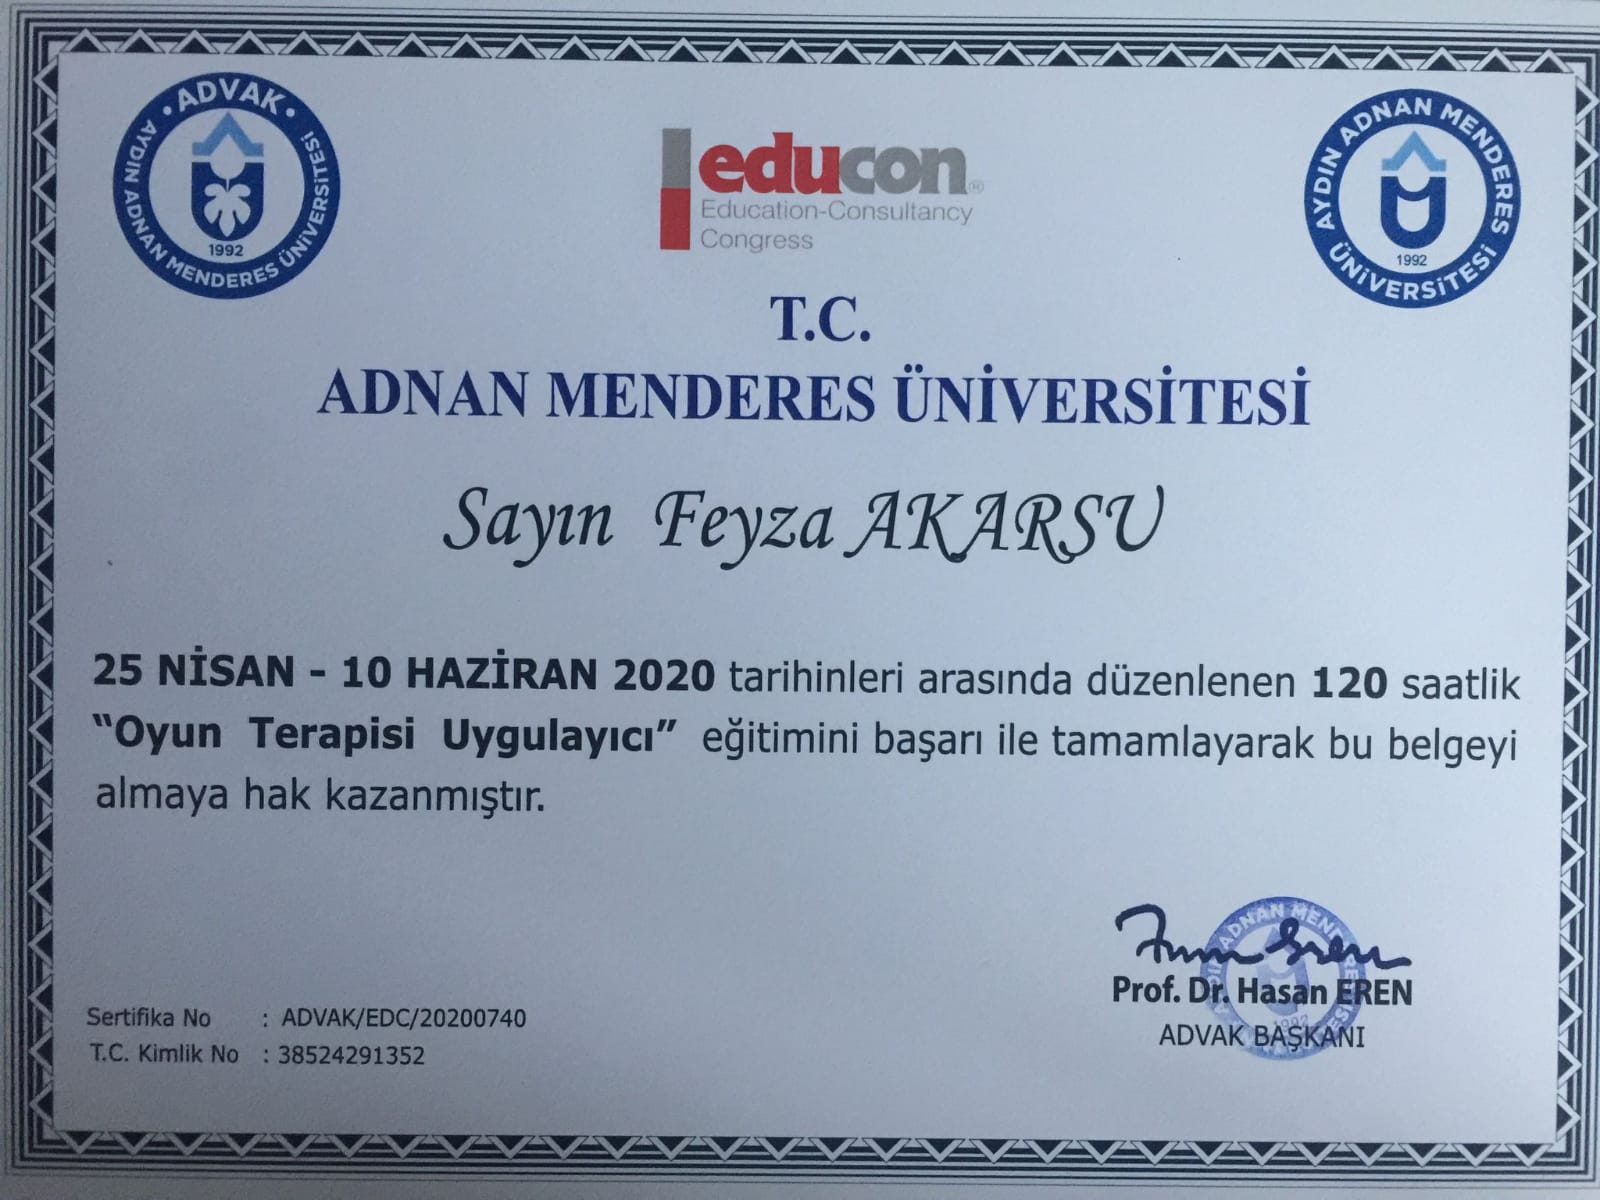 ADVAK
AYDIN ADNAN MENDERES ÜNİVERSİTESİ
1992
educon®
Education-Consultancy
Congress
AYDIN ADNAN MENDERES ÜNİVERSİTESİ
1992
T.C.
ADNAN MENDERES ÜNİVERSİTESİ
Sayın Feyza AKARSU
25 NİSAN - 10 HAZİRAN 2020 tarihinleri arasında düzenlenen 120 saatlik
“Oyun Terapisi Uygulayıcı” eğitimini başarı ile tamamlayarak bu belgeyi
almaya hak kazanmıştır.
Prof. Dr. Hasan EREN
ADVAK BAŞKANI
Sertifika No : ADVAK/EDC/20200740
T.C. Kimlik No : 38524291352